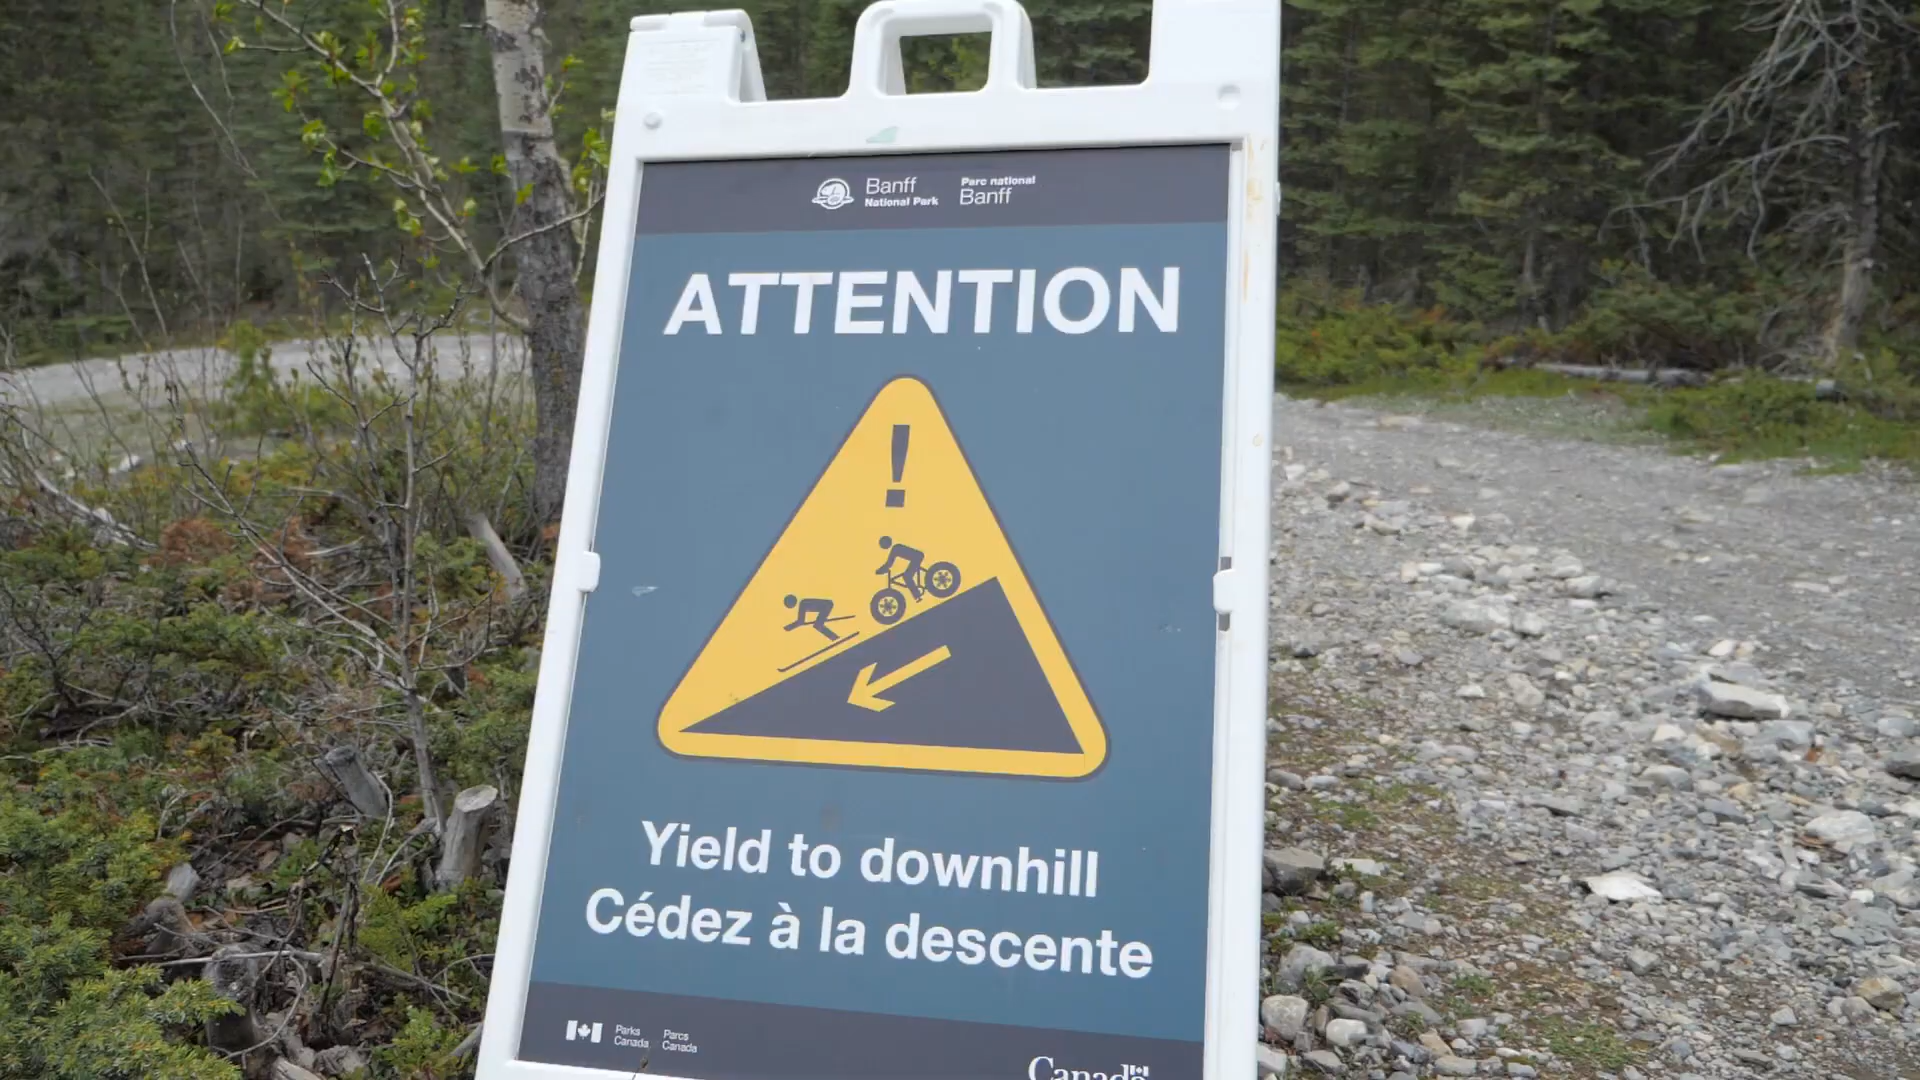 Banff National Park
Parc national Banff
ATTENTION
!
Yield to downhill
Cédez à la descente
Parks Canada
Parcs Canada
Canada